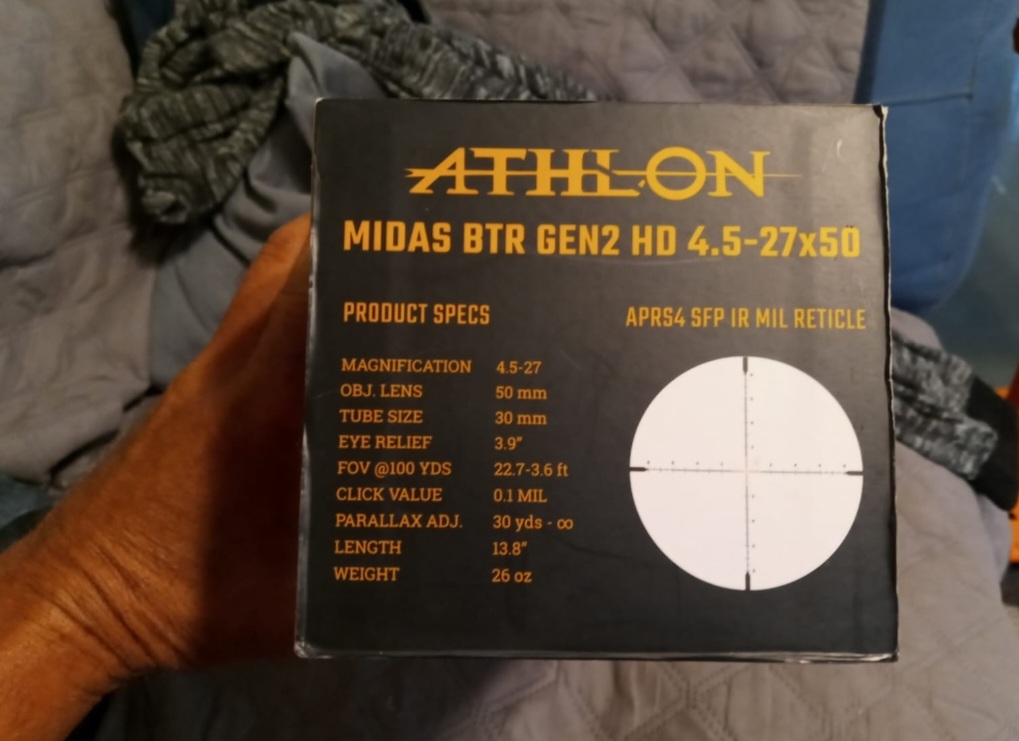 ATHLON
MIDAS BTR GEN2 HD 4.5-27x50
PRODUCT SPECS
APRS4 SFP IR MIL RETICLE
MAGNIFICATION 4.5-27
OBJ. LENS 50 mm
TUBE SIZE 30 mm
EYE RELIEF 3.9"
FOV @100 YDS 22.7-3.6 ft
CLICK VALUE 0.1 MIL
PARALLAX ADJ. 30 yds - ∞
LENGTH 13.8"
WEIGHT 26 oz